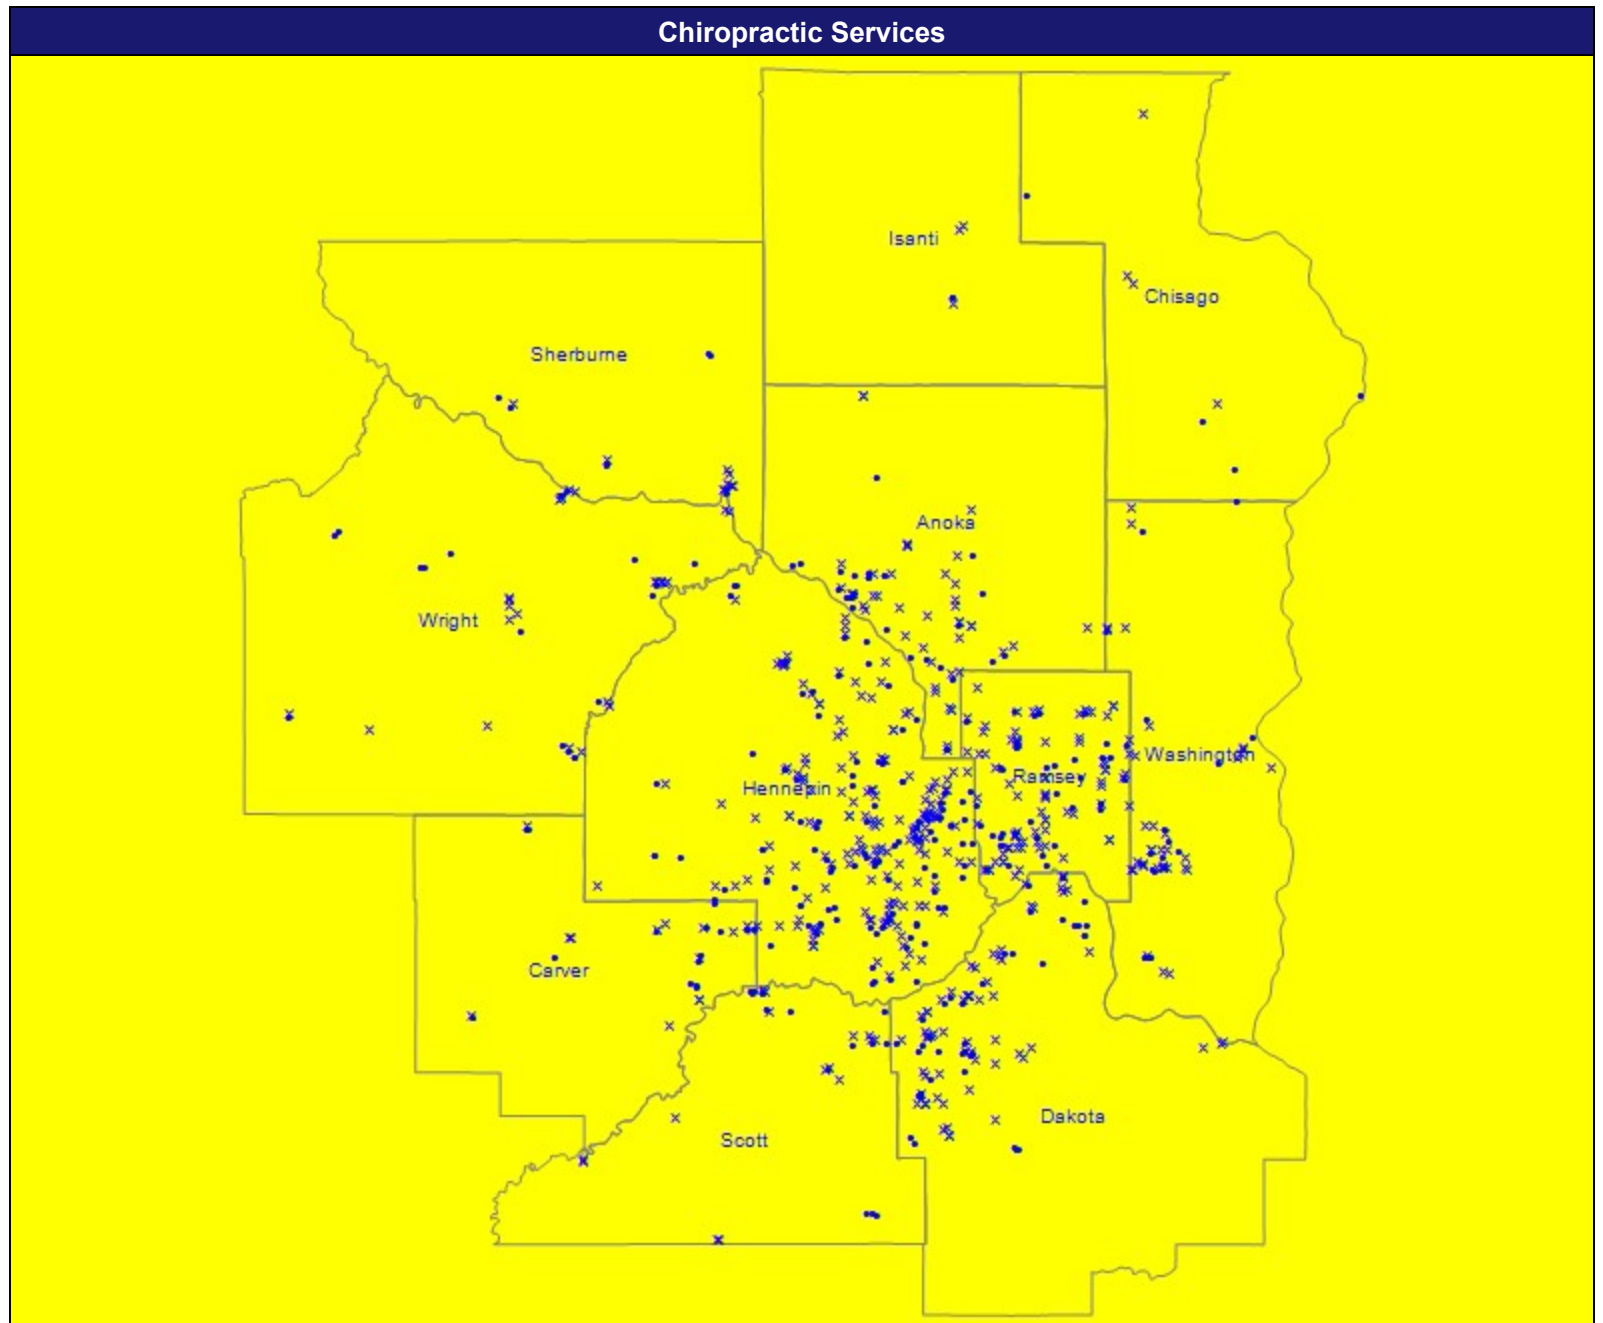 Chiropractic Services
Isanti
Chisago
Sherburne
Anoka
Wright
Washington
Ramsey
Hennepin
Carver
Dakota
Scott